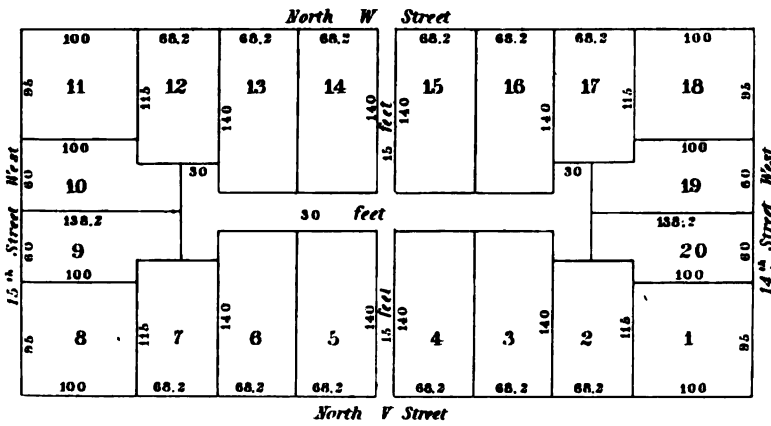 North W Street
100 68,2 68,2 68,2 68,2 68,2 68,2 100
95 11 115 12 13 14 15 16 17 115 18 95
140 140 15 feet 140 140
100 100
15th Street West 60 10 30 30 19 60 14th Street West
138,2 30 feet 138,2
60 9 20 60
100 100
95 8 115 7 140 6 5 140 15 feet 140 4 3 140 2 115 1 95
100 68,2 68,2 68,2 68,2 68,2 68,2 100
North V Street